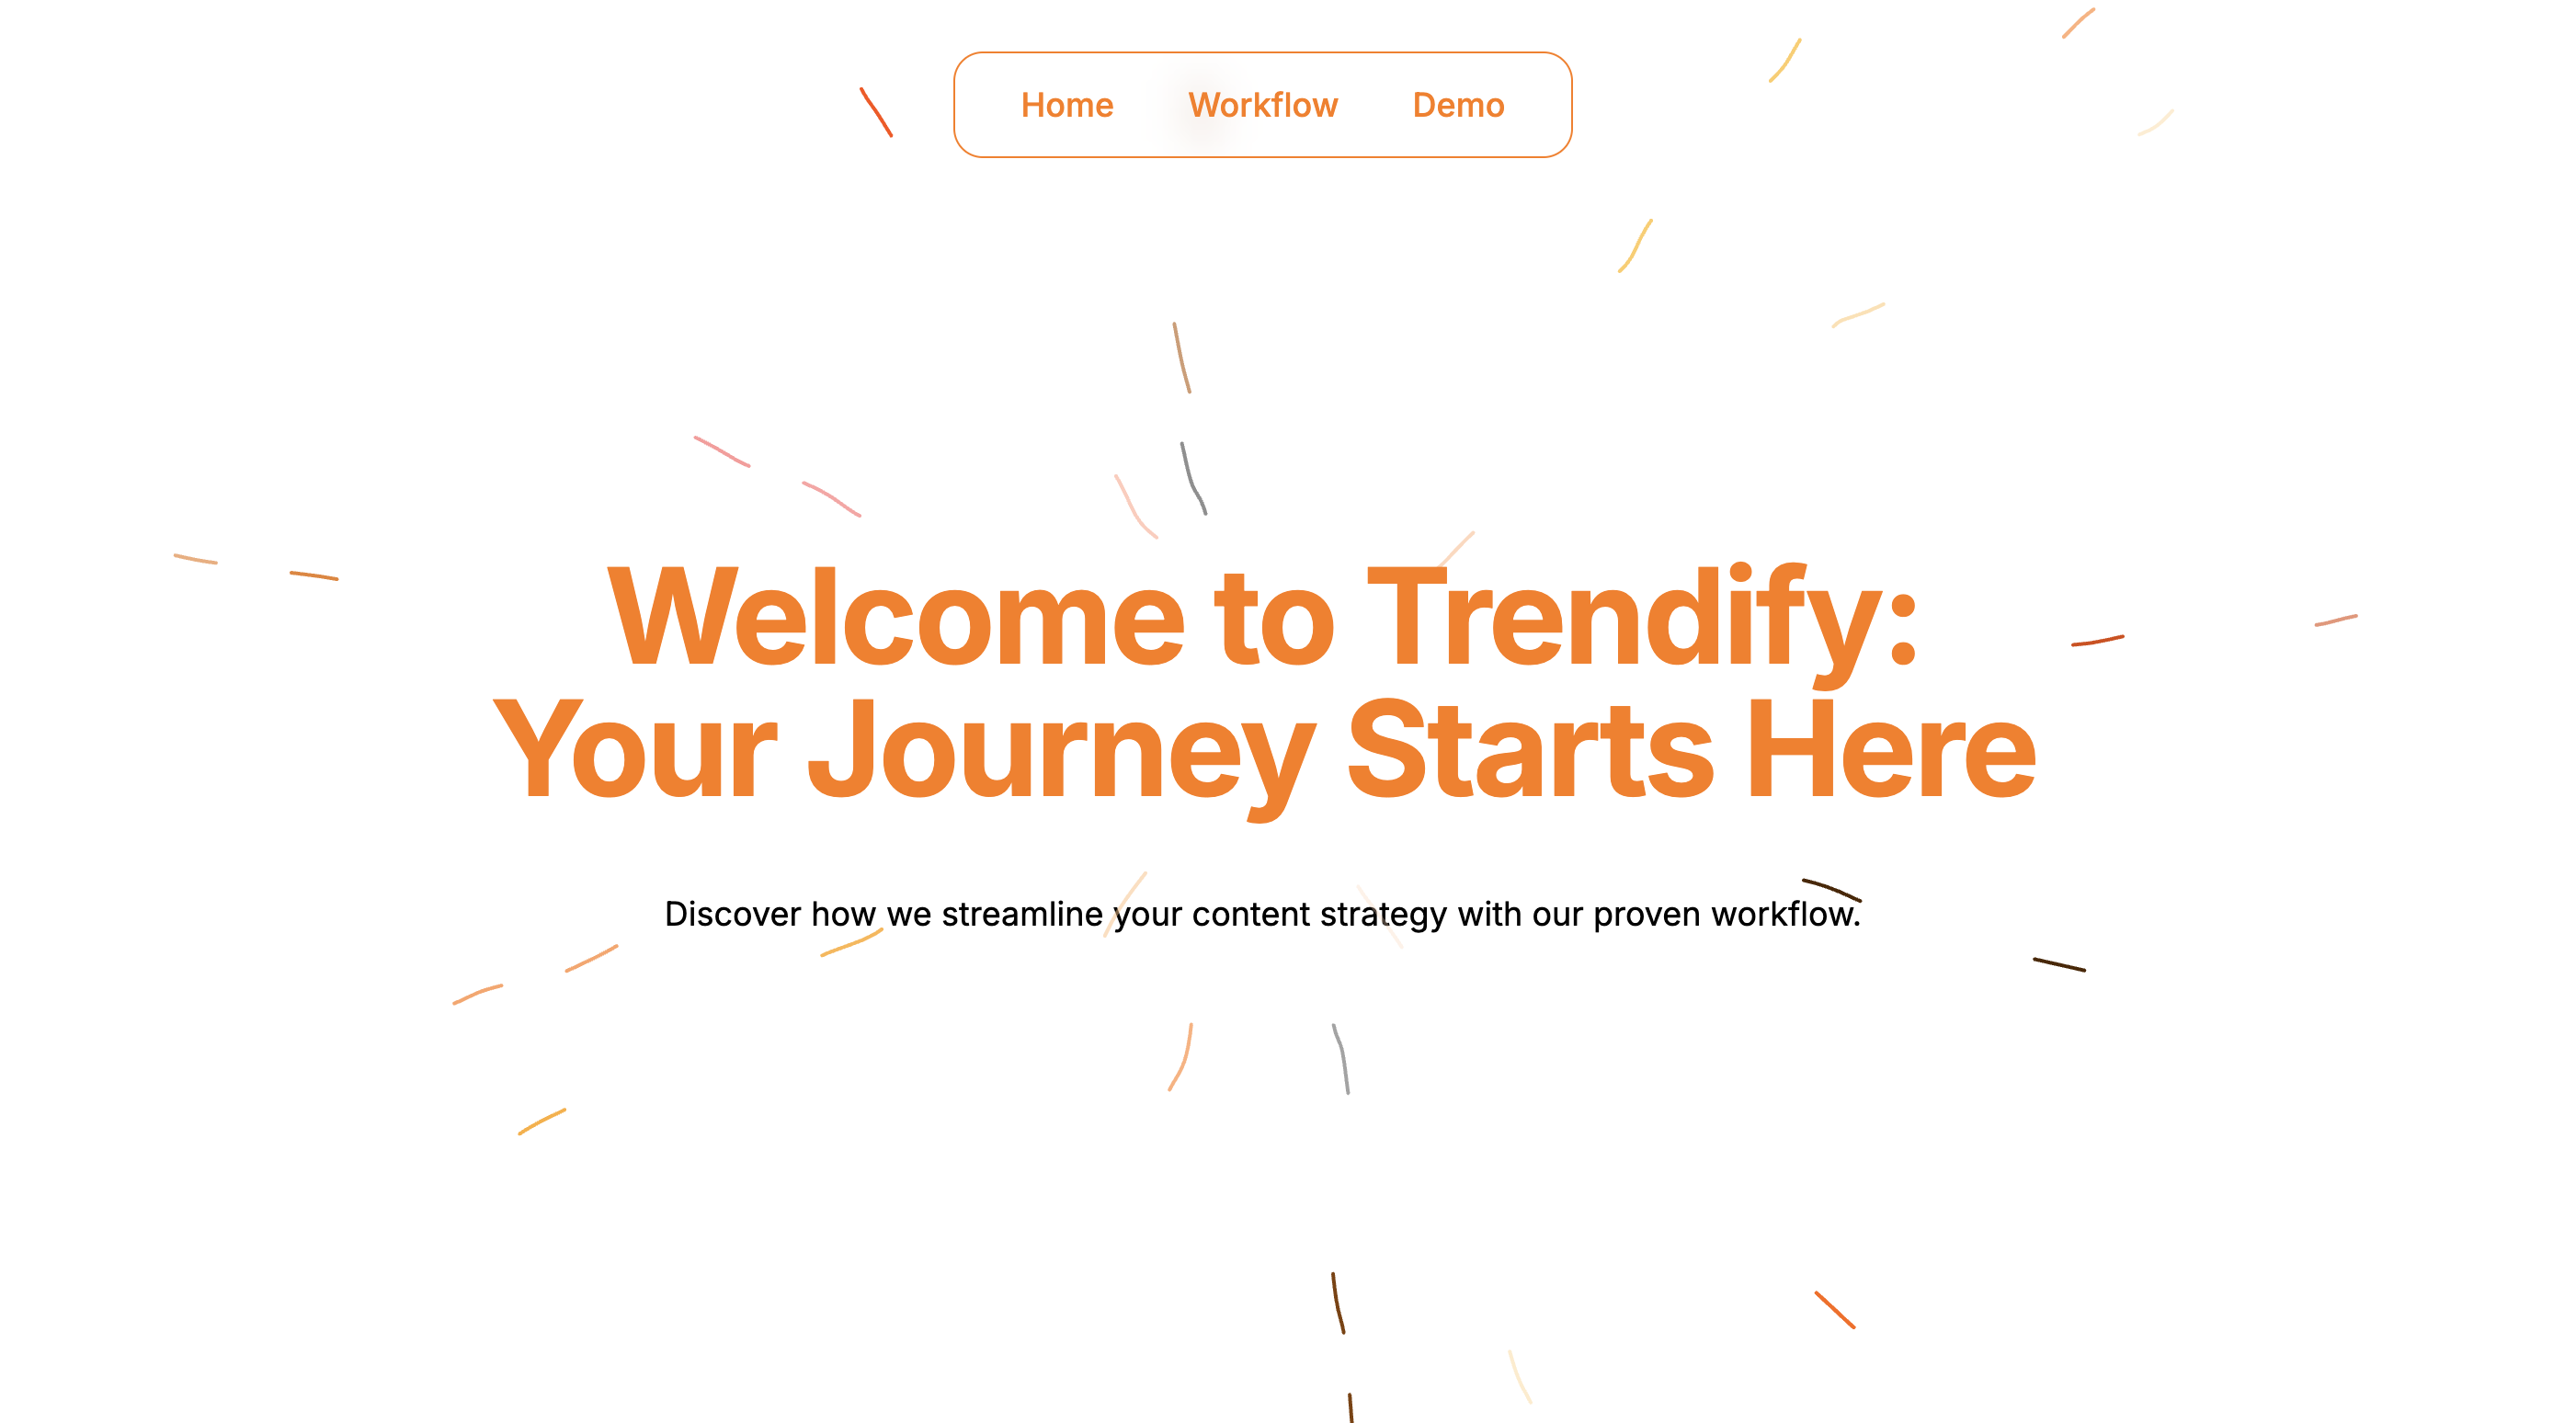 Home Workflow Demo
Welcome to Trendify:
Your Journey Starts Here
Discover how we streamline your content strategy with our proven workflow.